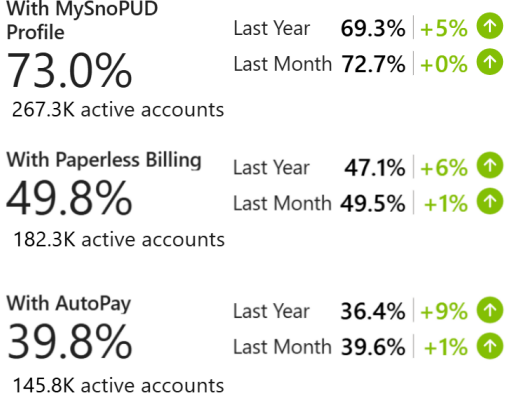 With MySnoPUD
Profile
73.0%
267.3K active accounts
Last Year 69.3% +5%
Last Month 72.7% +0%
With Paperless Billing
49.8%
182.3K active accounts
Last Year 47.1% +6%
Last Month 49.5% +1%
With AutoPay
39.8%
145.8K active accounts
Last Year 36.4% +9%
Last Month 39.6% +1%